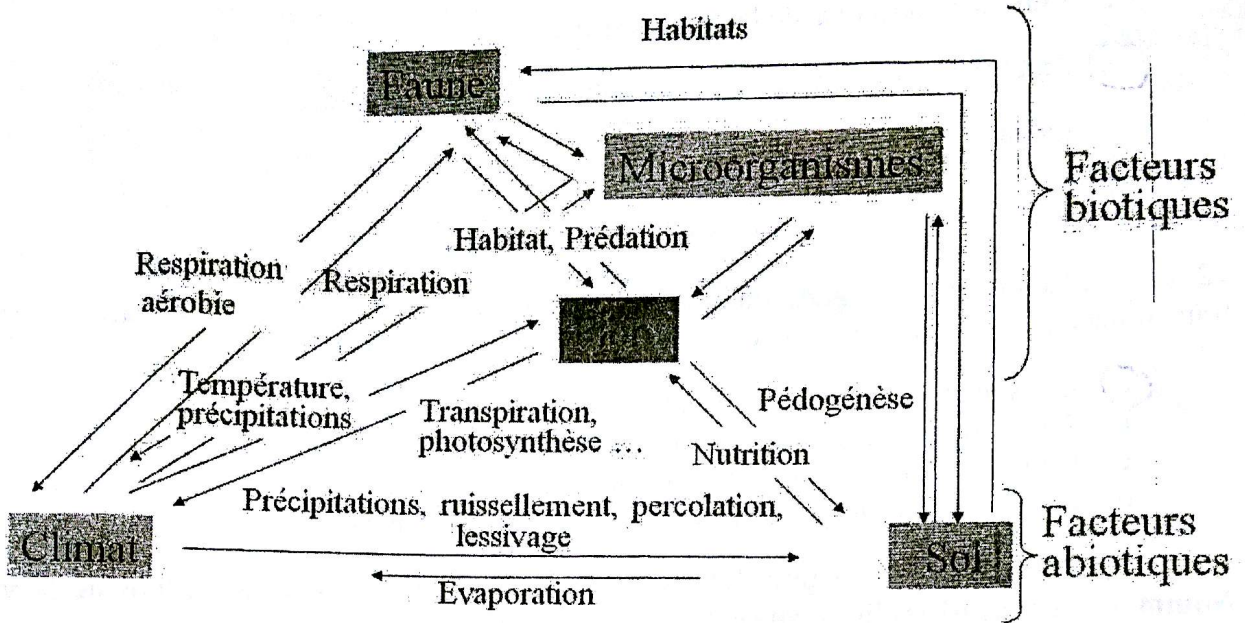 Habitats
Faune
Microorganismes
Facteurs
biotiques
Habitat, Prédation
Respiration
aérobie
Respiration
Température,
précipitations
Transpiration,
photosynthèse ...
Pédogénèse
Nutrition
Précipitations, ruissellement, percolation,
lessivage
Climat
Sol
Facteurs
abiotiques
Evaporation